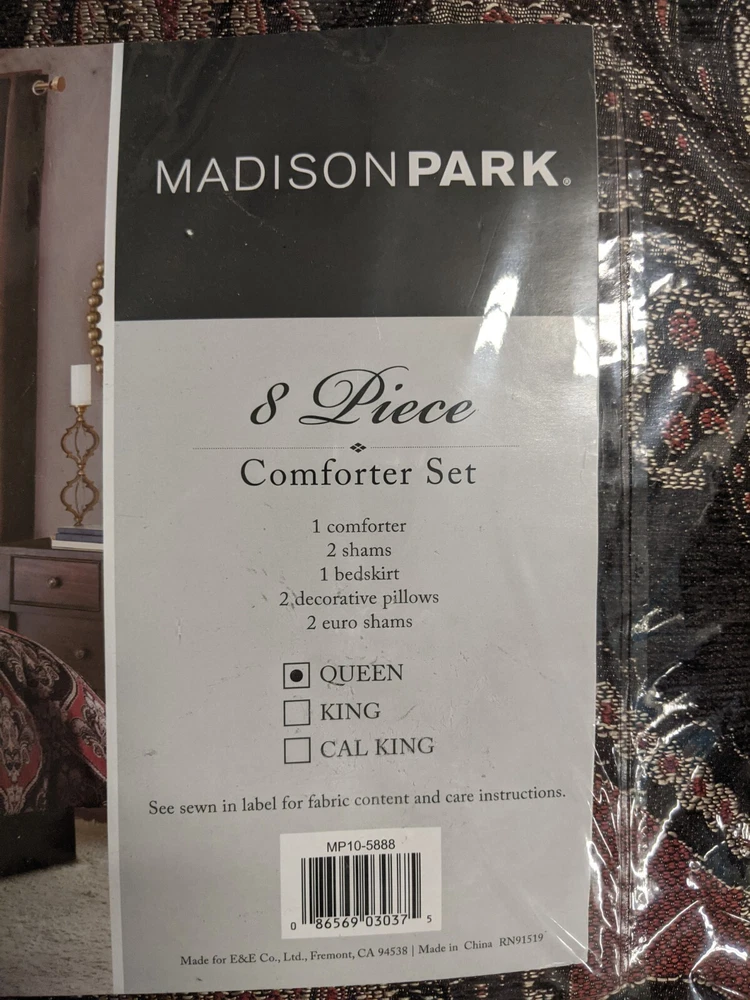 MADISONPARK®
8 Piece
Comforter Set
1 comforter
2 shams
1 bedskirt
2 decorative pillows
2 euro shams
QUEEN
KING
CAL KING
See sewn in label for fabric content and care instructions.
MP10-5888
0 86569 03037 5
Made for E&E Co., Ltd., Fremont, CA 94538 | Made in China RN91519